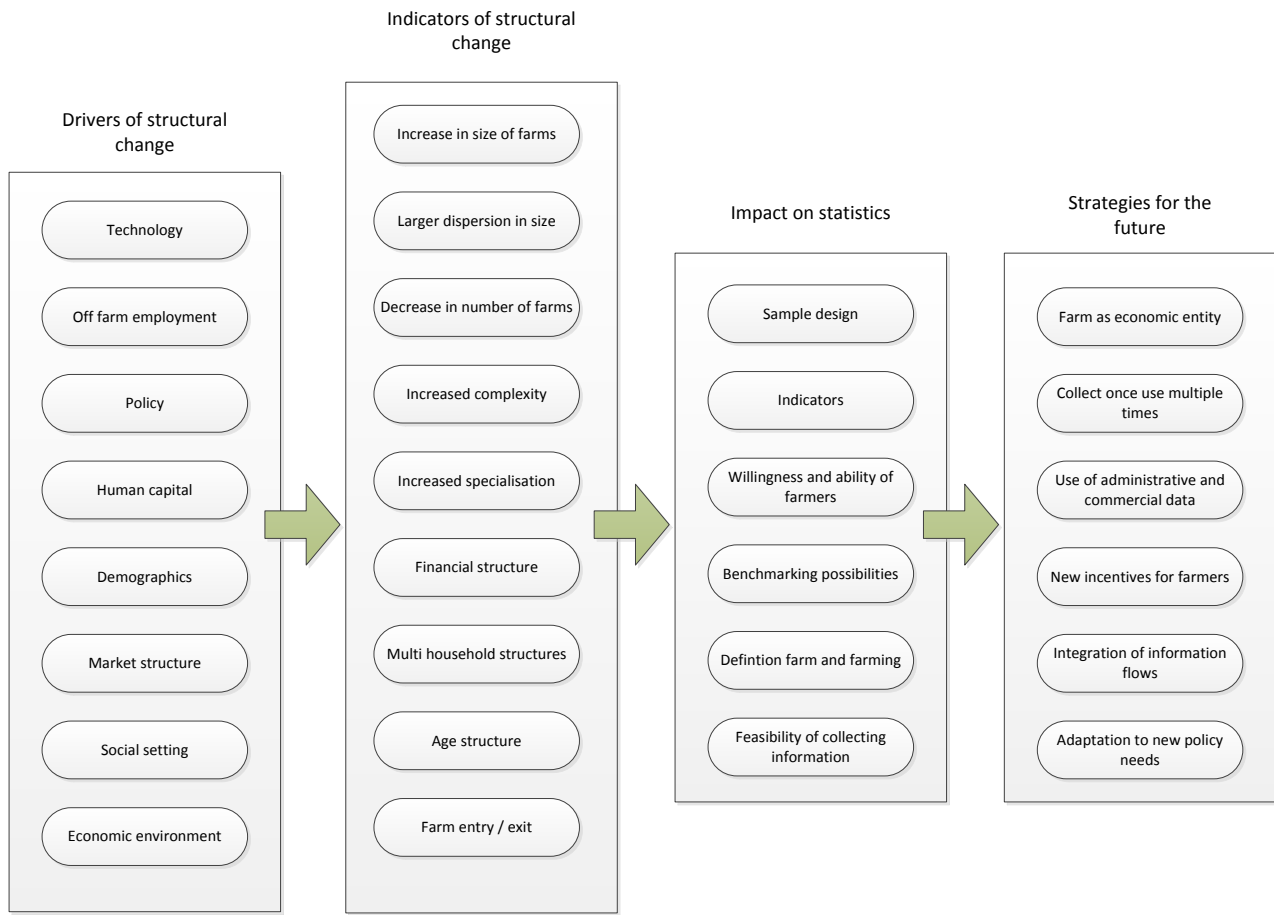 Drivers of structural
change
Technology
Off farm employment
Policy
Human capital
Demographics
Market structure
Social setting
Economic environment
Indicators of structural
change
Increase in size of farms
Larger dispersion in size
Decrease in number of farms
Increased complexity
Increased specialisation
Financial structure
Multi household structures
Age structure
Farm entry / exit
Impact on statistics
Sample design
Indicators
Willingness and ability of
farmers
Benchmarking possibilities
Defintion farm and farming
Feasibility of collecting
information
Strategies for the
future
Farm as economic entity
Collect once use multiple
times
Use of administrative and
commercial data
New incentives for farmers
Integration of information
flows
Adaptation to new policy
needs